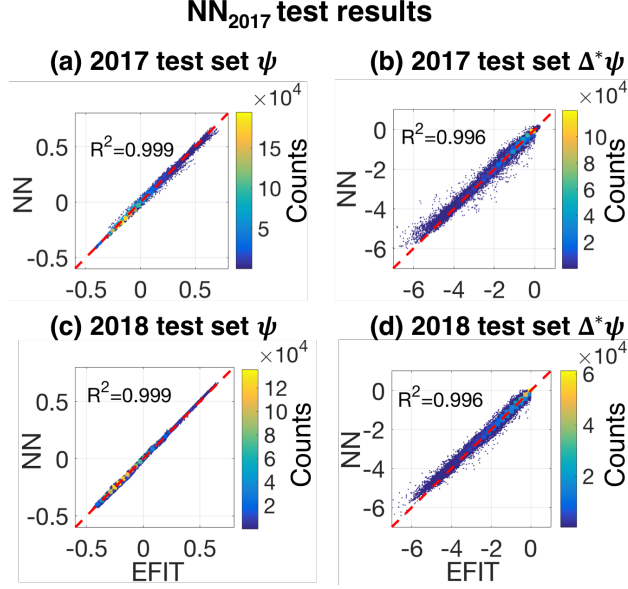 NN2017 test results
(a) 2017 test set ψ
(b) 2017 test set Δ*ψ
×10⁴
×10⁴
R²=0.999
R²=0.996
NN
0.5
0
-0.5
-0.5 0 0.5
15
10
5
Counts
NN
0
-2
-4
-6
-6 -4 -2 0
10
8
6
4
2
Counts
(c) 2018 test set ψ
(d) 2018 test set Δ*ψ
×10⁴
×10⁴
R²=0.999
R²=0.996
NN
0.5
0
-0.5
-0.5 0 0.5
EFIT
12
10
8
6
4
2
Counts
NN
0
-2
-4
-6
-6 -4 -2 0
EFIT
6
4
2
Counts